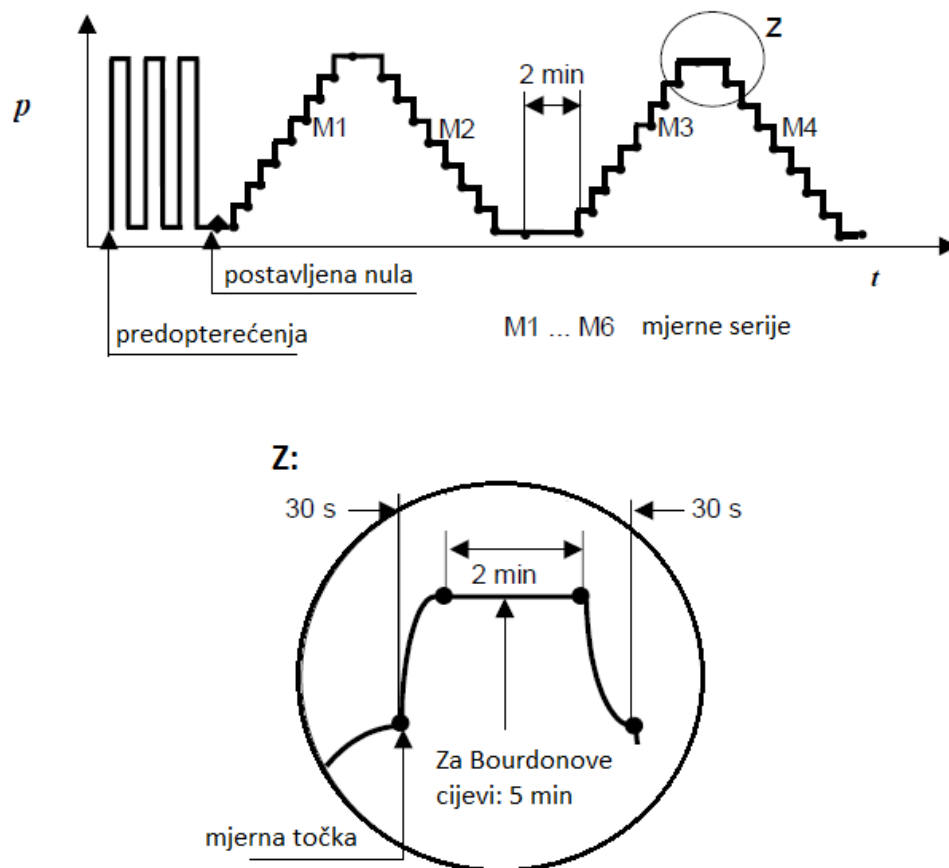 Z
p
2 min
M1
M2
M3
M4
postavljena nula
t
predopterećenja
M1 ... M6 mjerne serije
Z:
30 s
30 s
2 min
Za Bourdonove
cijevi: 5 min
mjerna točka